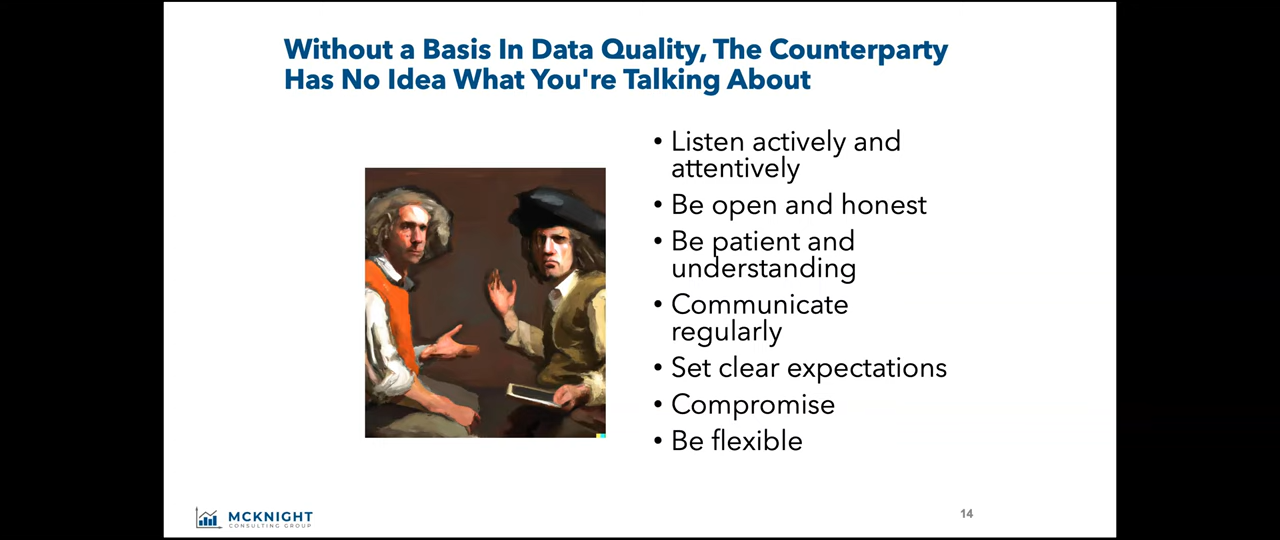 Without a Basis In Data Quality, The Counterparty
Has No Idea What You're Talking About
• Listen actively and
attentively
• Be open and honest
• Be patient and
understanding
• Communicate
regularly
• Set clear expectations
• Compromise
• Be flexible
MCKNIGHT
CONSULTING GROUP
14